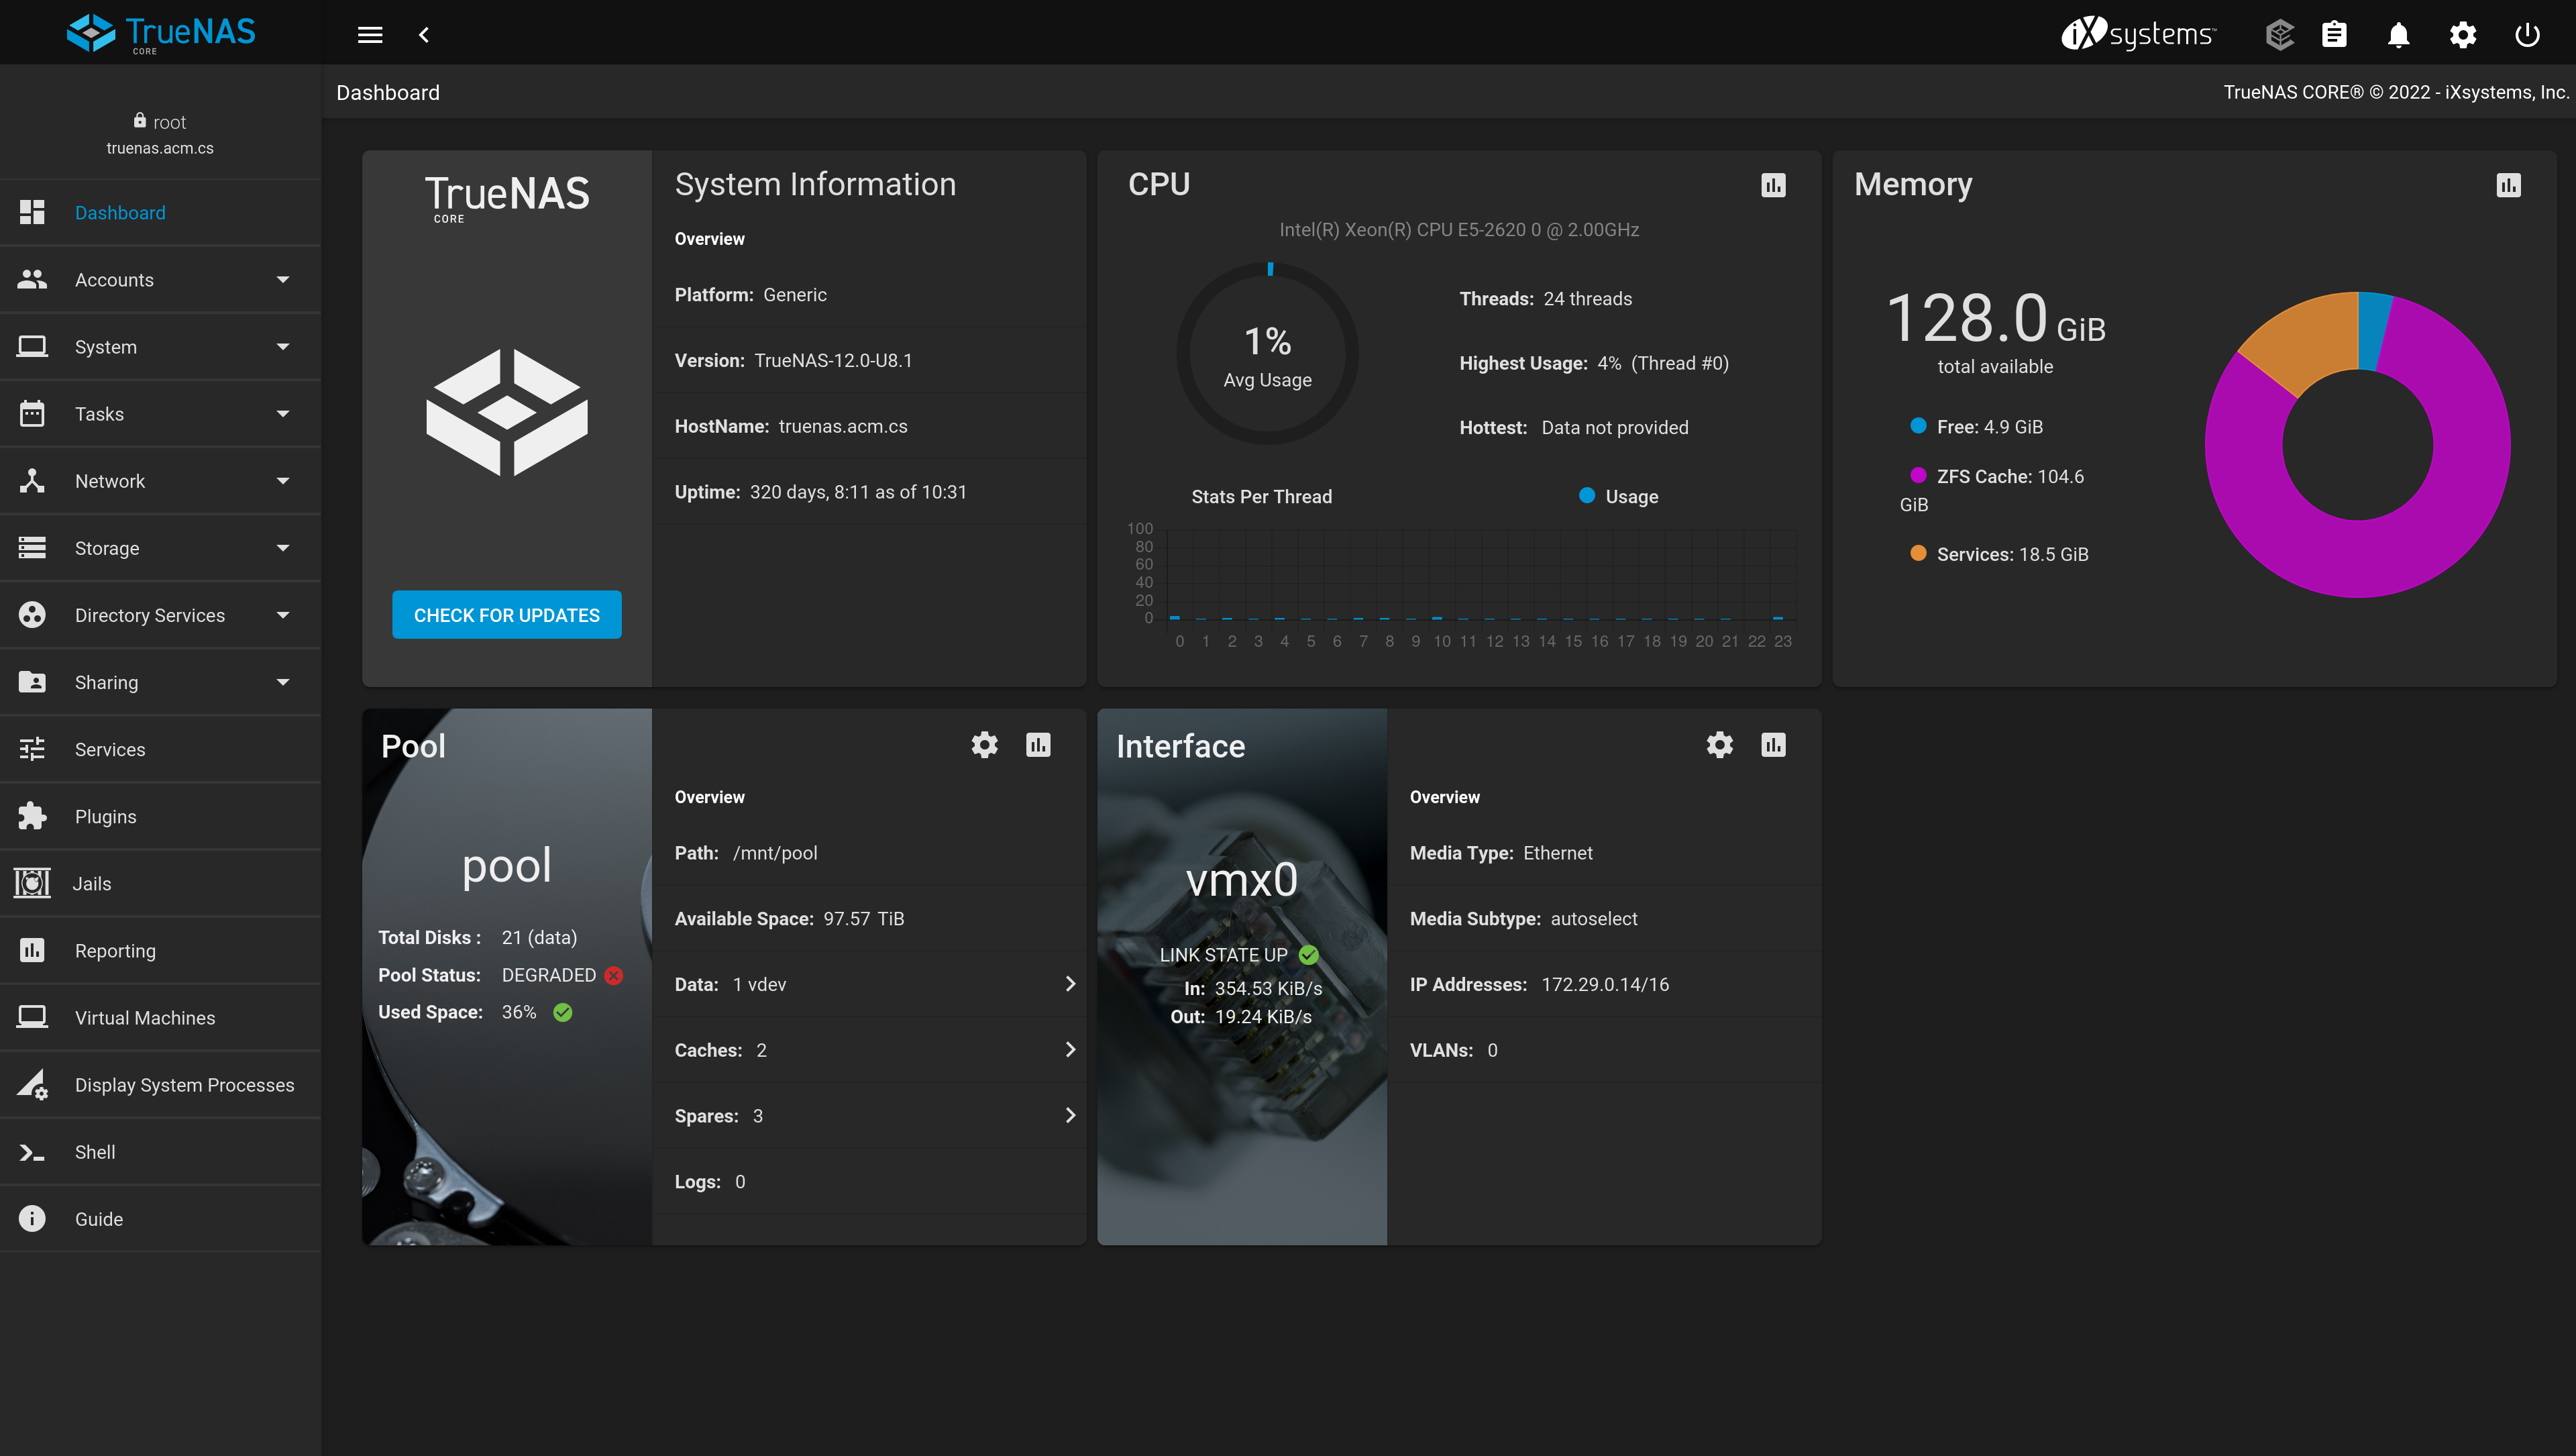 TrueNAS
CORE
iXsystems™
root
truenas.acm.cs
Dashboard
Accounts
System
Tasks
Network
Storage
Directory Services
Sharing
Services
Plugins
Jails
Reporting
Virtual Machines
Display System Processes
Shell
Guide
Dashboard
TrueNAS CORE® © 2022 - iXsystems, Inc.
TrueNAS
CORE
CHECK FOR UPDATES
System Information
Overview
Platform: Generic
Version: TrueNAS-12.0-U8.1
HostName: truenas.acm.cs
Uptime: 320 days, 8:11 as of 10:31
CPU
Intel(R) Xeon(R) CPU E5-2620 0 @ 2.00GHz
1%
Avg Usage
Threads: 24 threads
Highest Usage: 4% (Thread #0)
Hottest: Data not provided
Stats Per Thread
Usage
100
80
60
40
20
0
0 1 2 3 4 5 6 7 8 9 10 11 12 13 14 15 16 17 18 19 20 21 22 23
Memory
128.0 GiB
total available
Free: 4.9 GiB
ZFS Cache: 104.6
GiB
Services: 18.5 GiB
Pool
pool
Total Disks : 21 (data)
Pool Status: DEGRADED
Used Space: 36%
Overview
Path: /mnt/pool
Available Space: 97.57 TiB
Data: 1 vdev
Caches: 2
Spares: 3
Logs: 0
Interface
vmx0
LINK STATE UP
In: 354.53 KiB/s
Out: 19.24 KiB/s
Overview
Media Type: Ethernet
Media Subtype: autoselect
IP Addresses: 172.29.0.14/16
VLANs: 0